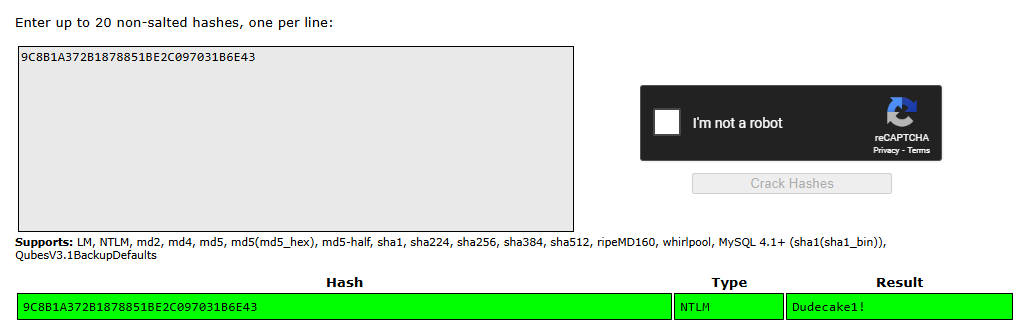 Enter up to 20 non-salted hashes, one per line:
9C8B1A372B1878851BE2C097031B6E43
I'm not a robot
reCAPTCHA
Privacy - Terms
Crack Hashes
Supports: LM, NTLM, md2, md4, md5, md5(md5_hex), md5-half, sha1, sha224, sha256, sha384, sha512, ripeMD160, whirlpool, MySQL 4.1+ (sha1(sha1_bin)),
QubesV3.1BackupDefaults
Hash Type Result
9C8B1A372B1878851BE2C097031B6E43 NTLM Dudecake1!